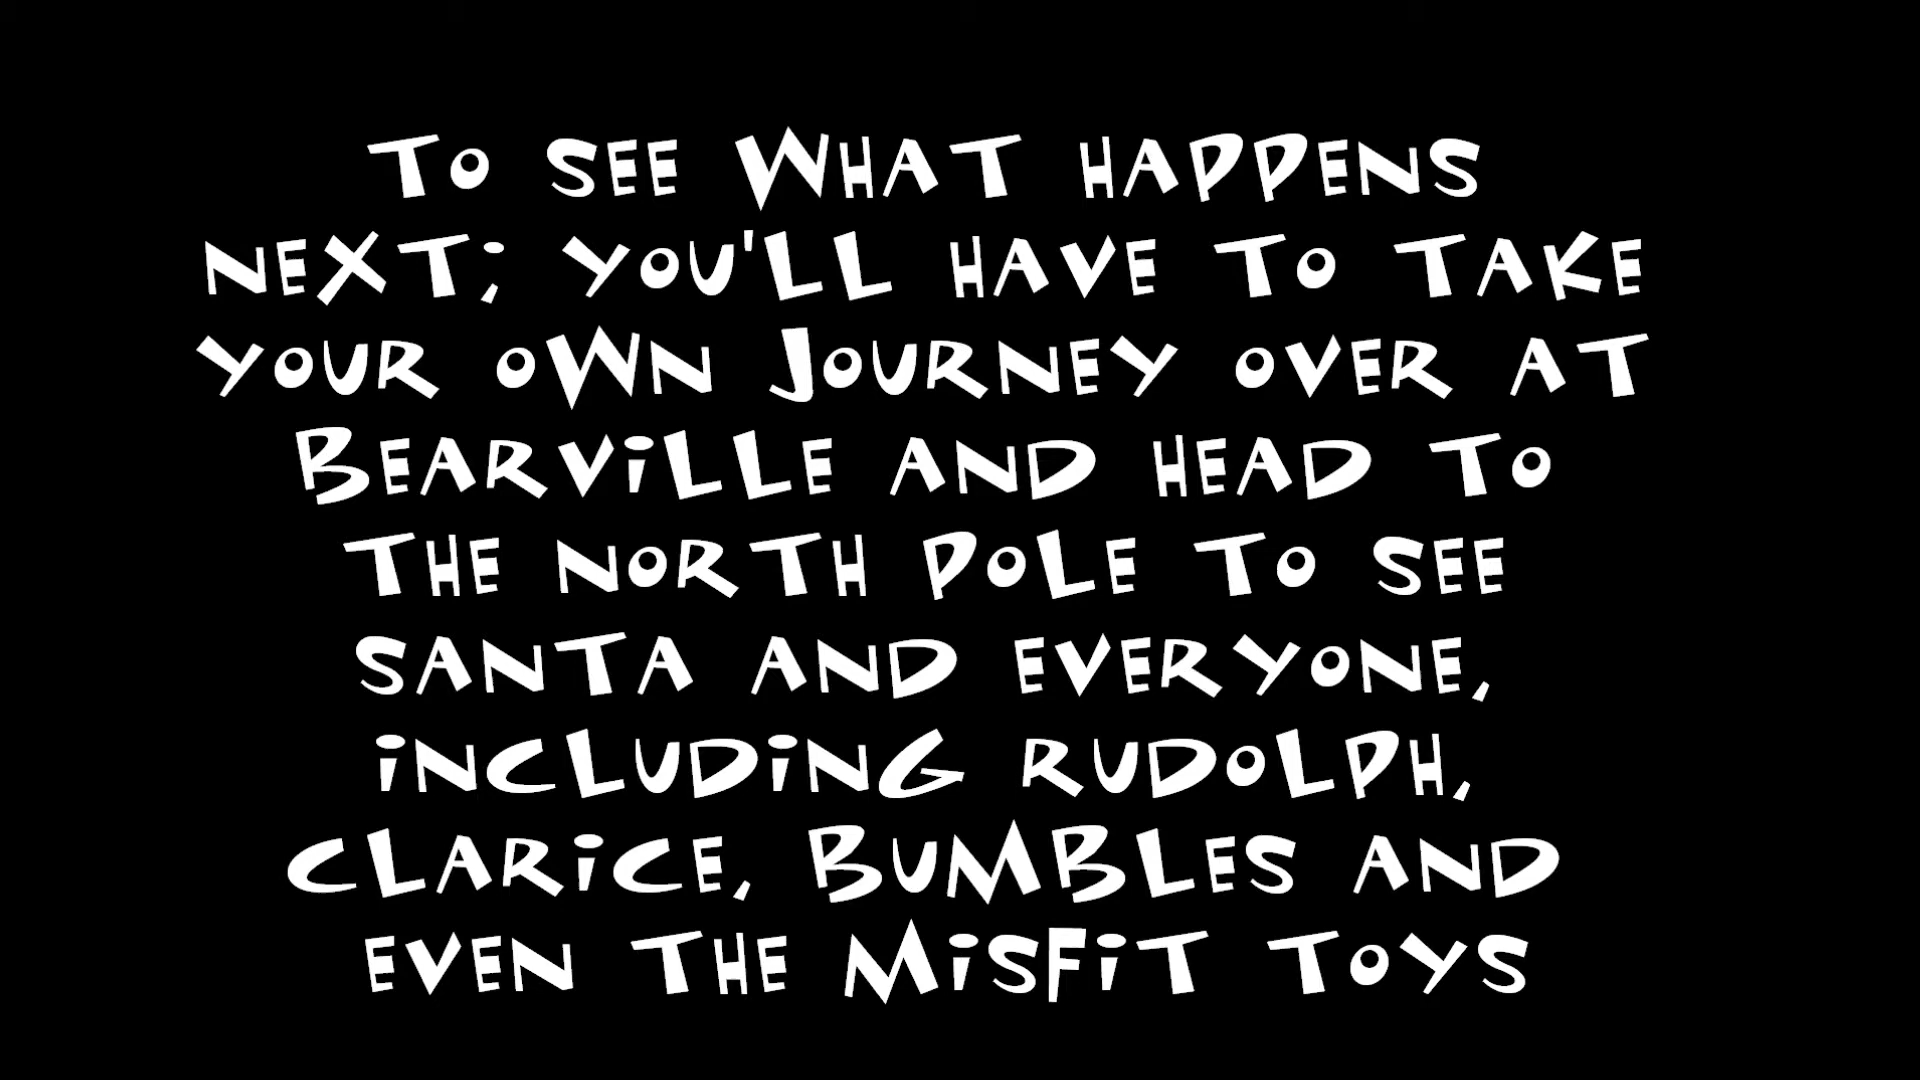 To see What happens
next; you'll have to take
your own Journey over at
Bearville and head to
the north pole to see
santa and everyone,
including rudolph,
clarice, Bumbles and
even the Misfit toys